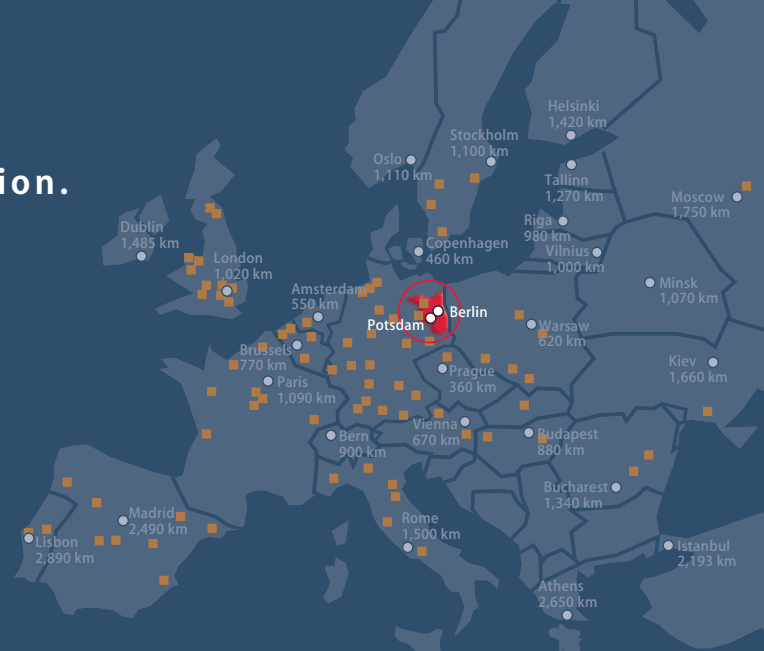 Helsinki
1,420 km
Stockholm
1,100 km
Oslo
1,110 km
ion.
Tallinn
1,270 km
Moscow
1,750 km
Riga
980 km
Dublin
1,485 km
Copenhagen
460 km
Vilnius
1,000 km
London
1,020 km
Minsk
1,070 km
Amsterdam
550 km
Berlin
Potsdam
Warsaw
620 km
Brussels
770 km
Prague
360 km
Kiev
1,660 km
Paris
1,090 km
Vienna
670 km
Bern
900 km
Budapest
880 km
Bucharest
1,340 km
Madrid
2,490 km
Rome
1,500 km
Lisbon
2,890 km
Istanbul
2,193 km
Athens
2,650 km